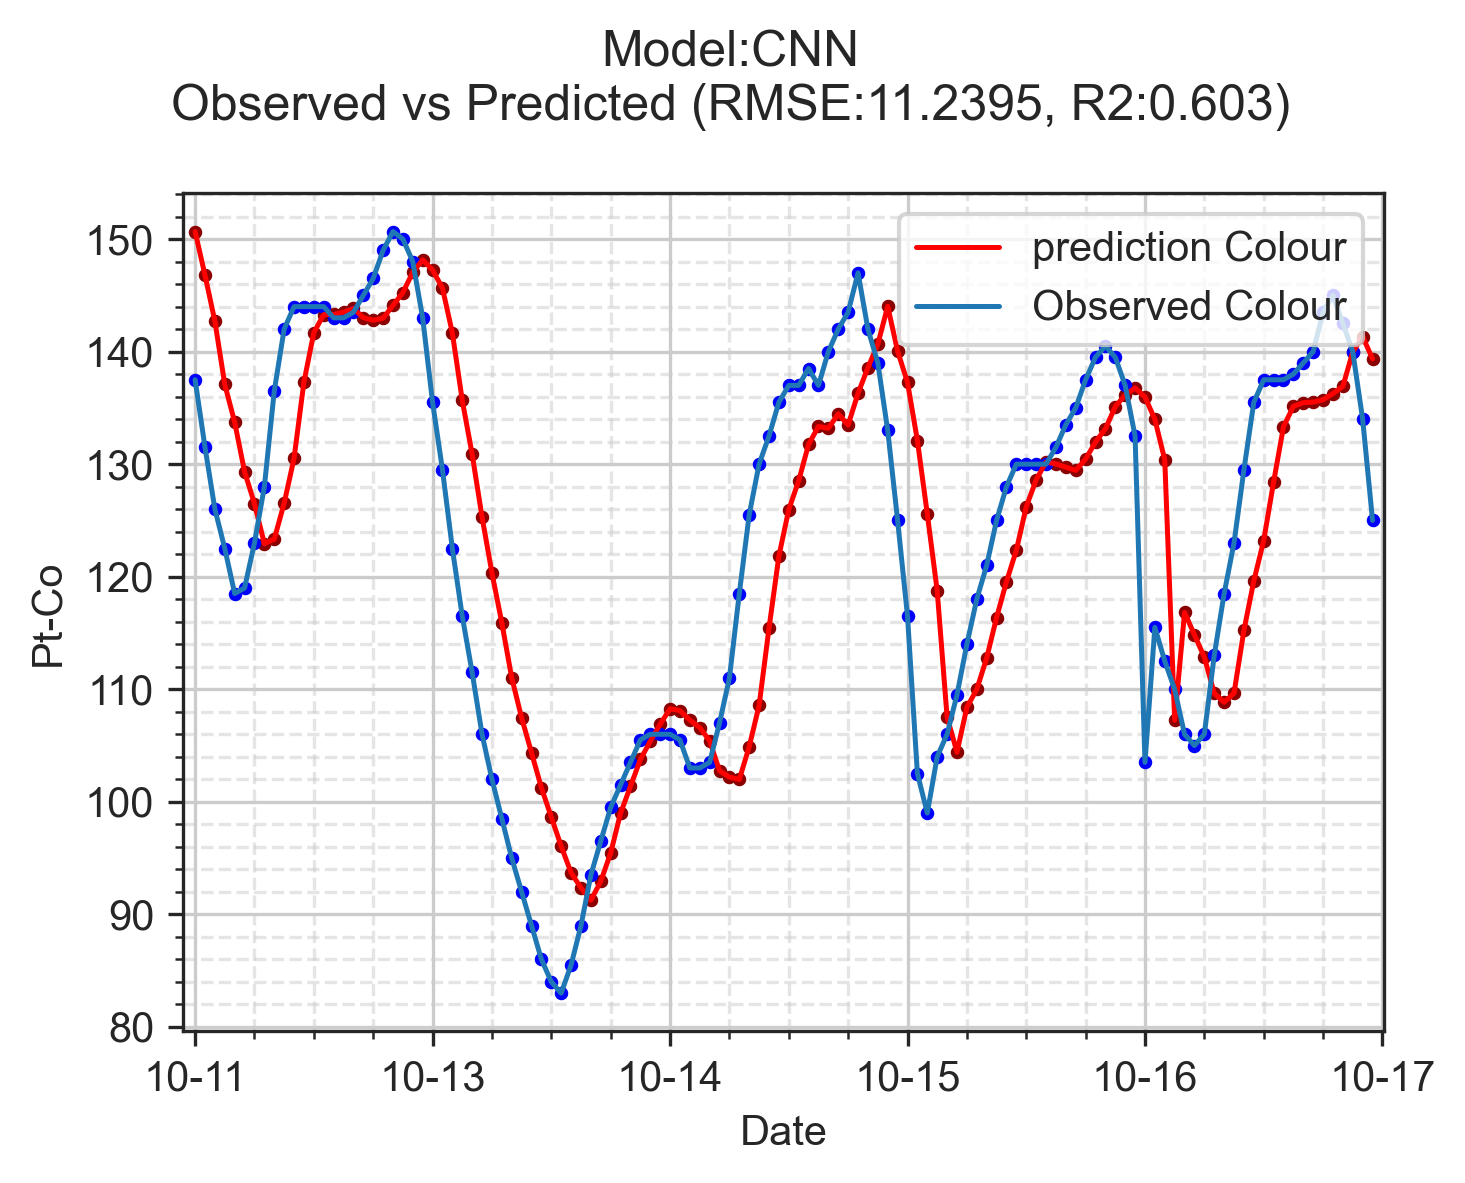 Model:CNN
Observed vs Predicted (RMSE:11.2395, R2:0.603)
prediction Colour
Observed Colour
150
140
130
120
110
100
90
80
Pt-Co
10-11 10-13 10-14 10-15 10-16 10-17
Date